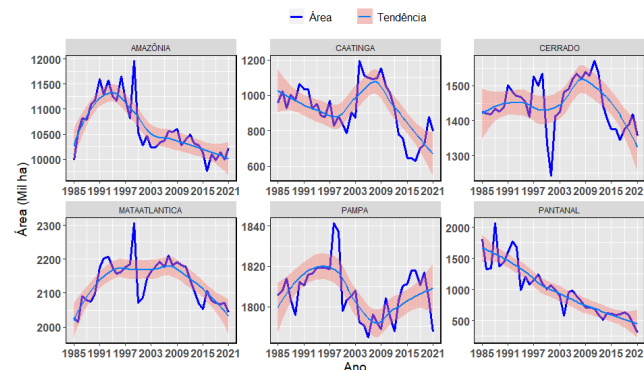 Área Tendência
AMAZÔNIA CAATINGA CERRADO
12000
11500
11000
10500
10000
1200
1000
800
600
1500
1400
1300
1985 1991 1997 2003 2009 2015 2021
1985 1991 1997 2003 2009 2015 2021
1985 1991 1997 2003 2009 2015 202
MATAATLANTICA PAMPA PANTANAL
2300
2200
2100
2000
1840
1820
1800
2000
1500
1000
500
1985 1991 1997 2003 2009 2015 2021
1985 1991 1997 2003 2009 2015 2021
1985 1991 1997 2003 2009 2015 202
Área (Mil ha)
Ano